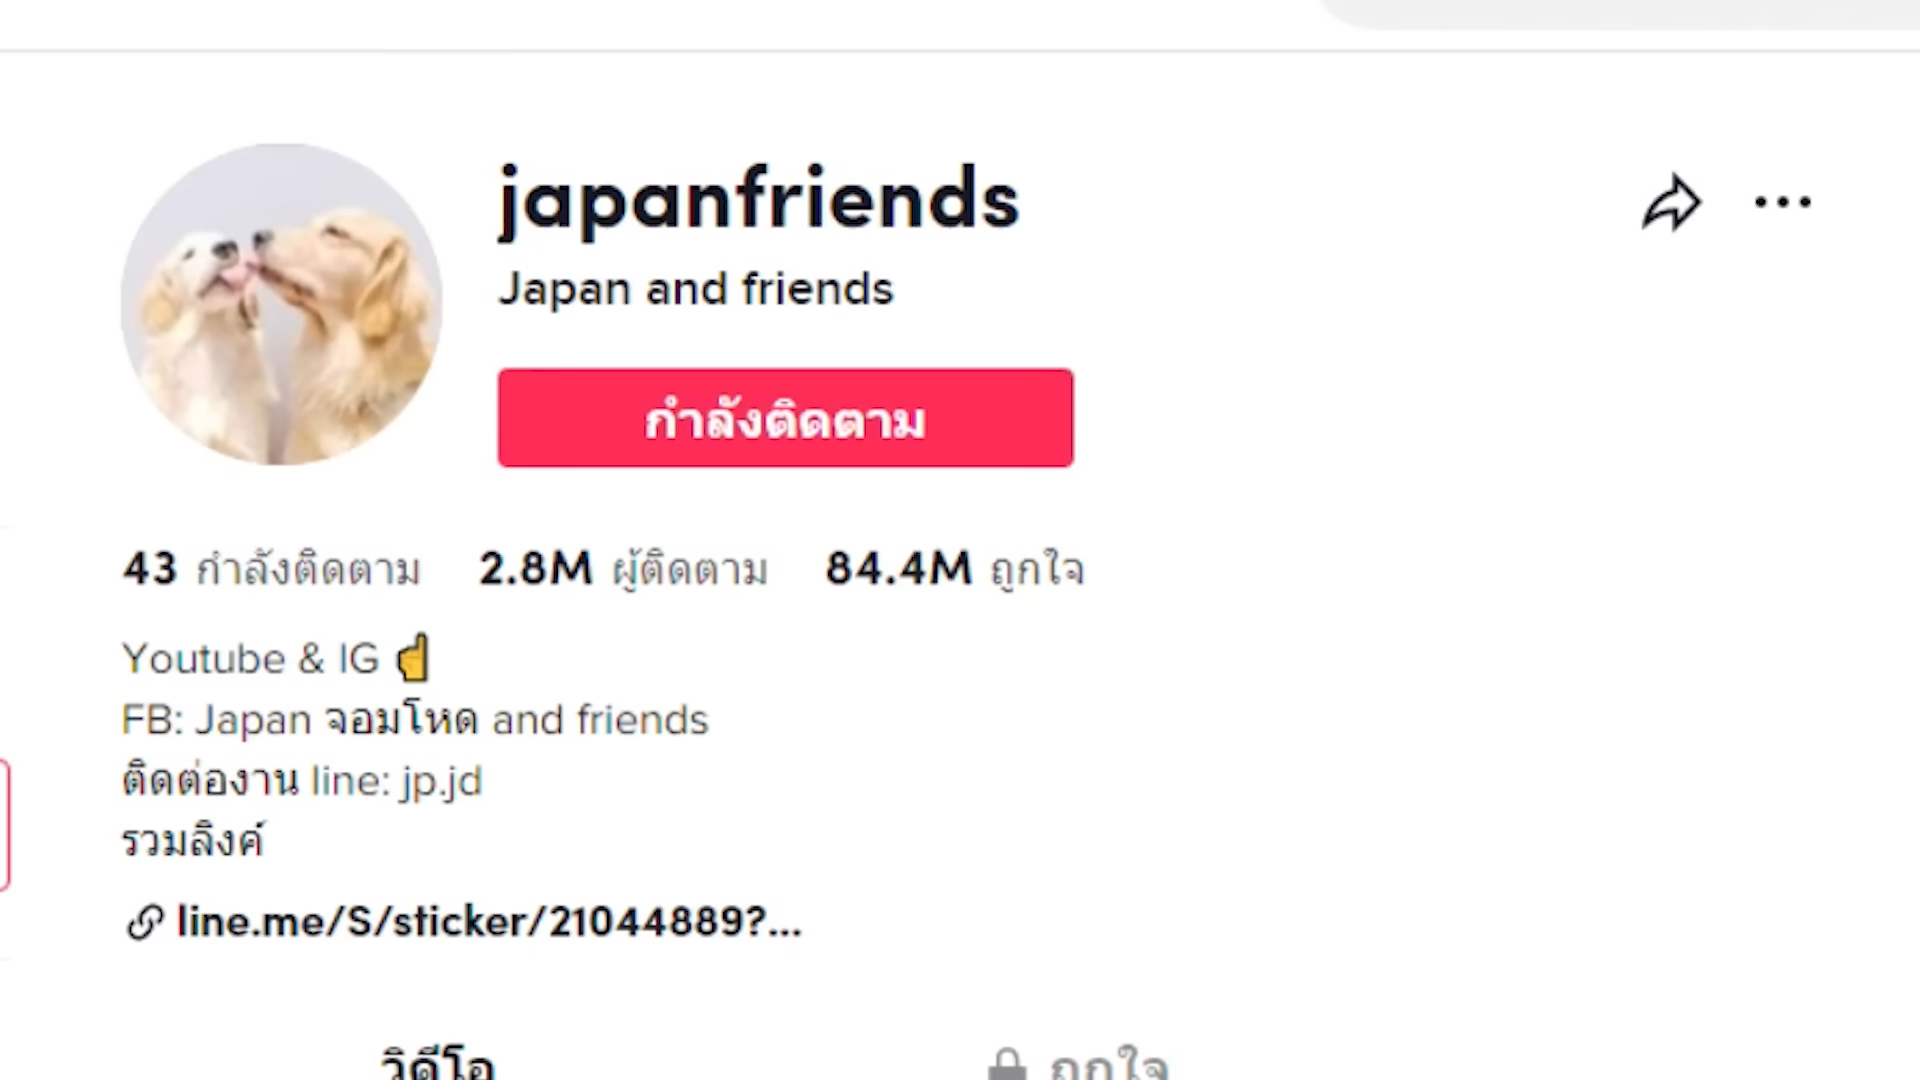 japanfriends
Japan and friends
กำลังติดตาม
43 กำลังติดตาม 2.8M ผู้ติดตาม 84.4M ถูกใจ
Youtube & IG ☝
FB: Japan จอมโหด and friends
ติดต่องาน line: jp.jd
รวมลิงค์
line.me/S/sticker/21044889?...
วิดีโอ ถูกใจ